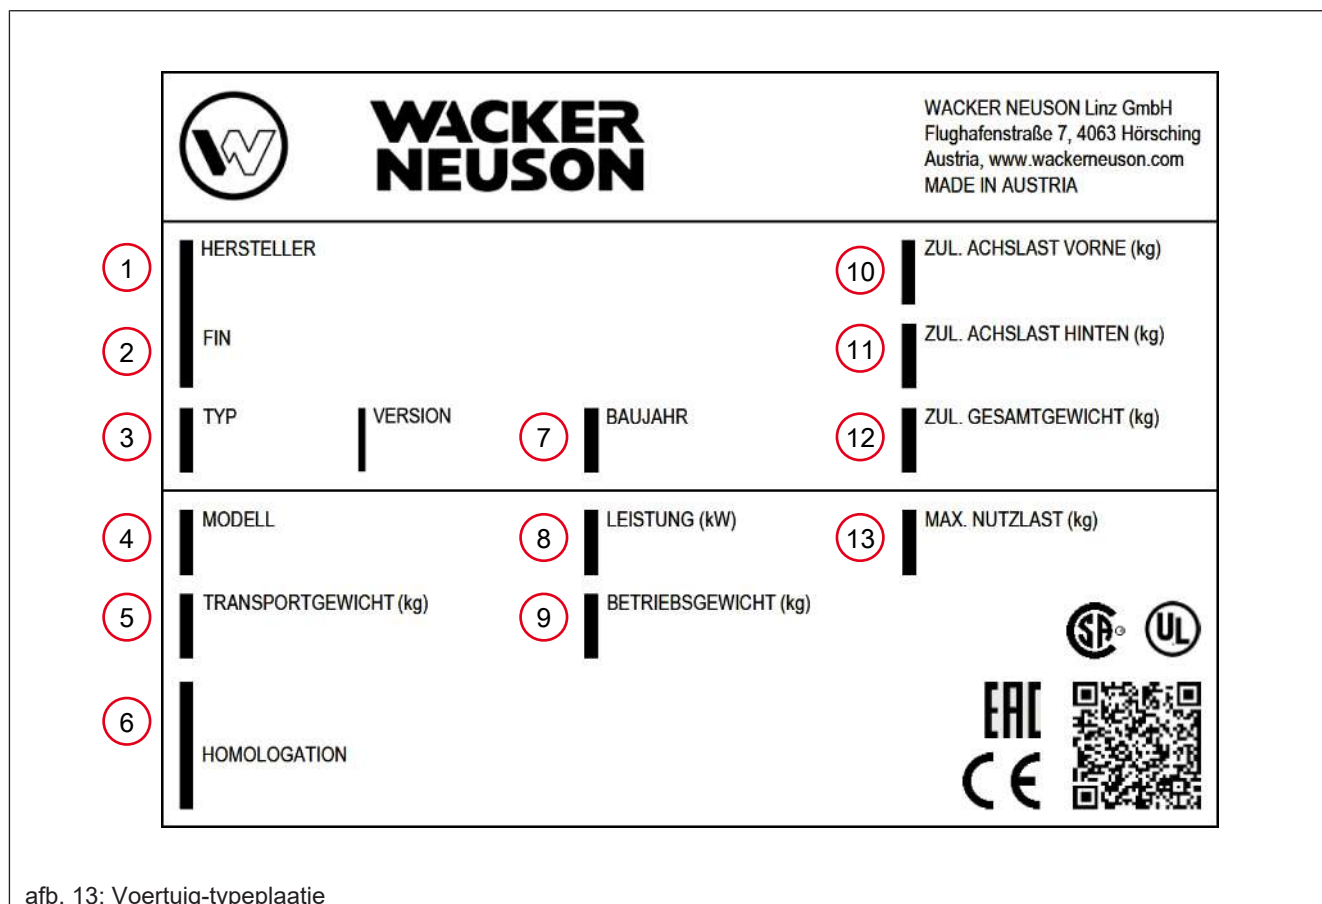 WACKER
NEUSON
WACKER NEUSON Linz GmbH
Flughafenstraße 7, 4063 Hörsching
Austria, www.wackerneuson.com
MADE IN AUSTRIA
1 HERSTELLER
2 FIN
3 TYP VERSION
7 BAUJAHR
10 ZUL. ACHSLAST VORNE (kg)
11 ZUL. ACHSLAST HINTEN (kg)
12 ZUL. GESAMTGEWICHT (kg)
4 MODELL
8 LEISTUNG (kW)
13 MAX. NUTZLAST (kg)
5 TRANSPORTGEWICHT (kg)
9 BETRIEBSGEWICHT (kg)
6 HOMOLOGATION
SA
UL
EAC
CE
afb. 13: Voertuig-typeplaatje